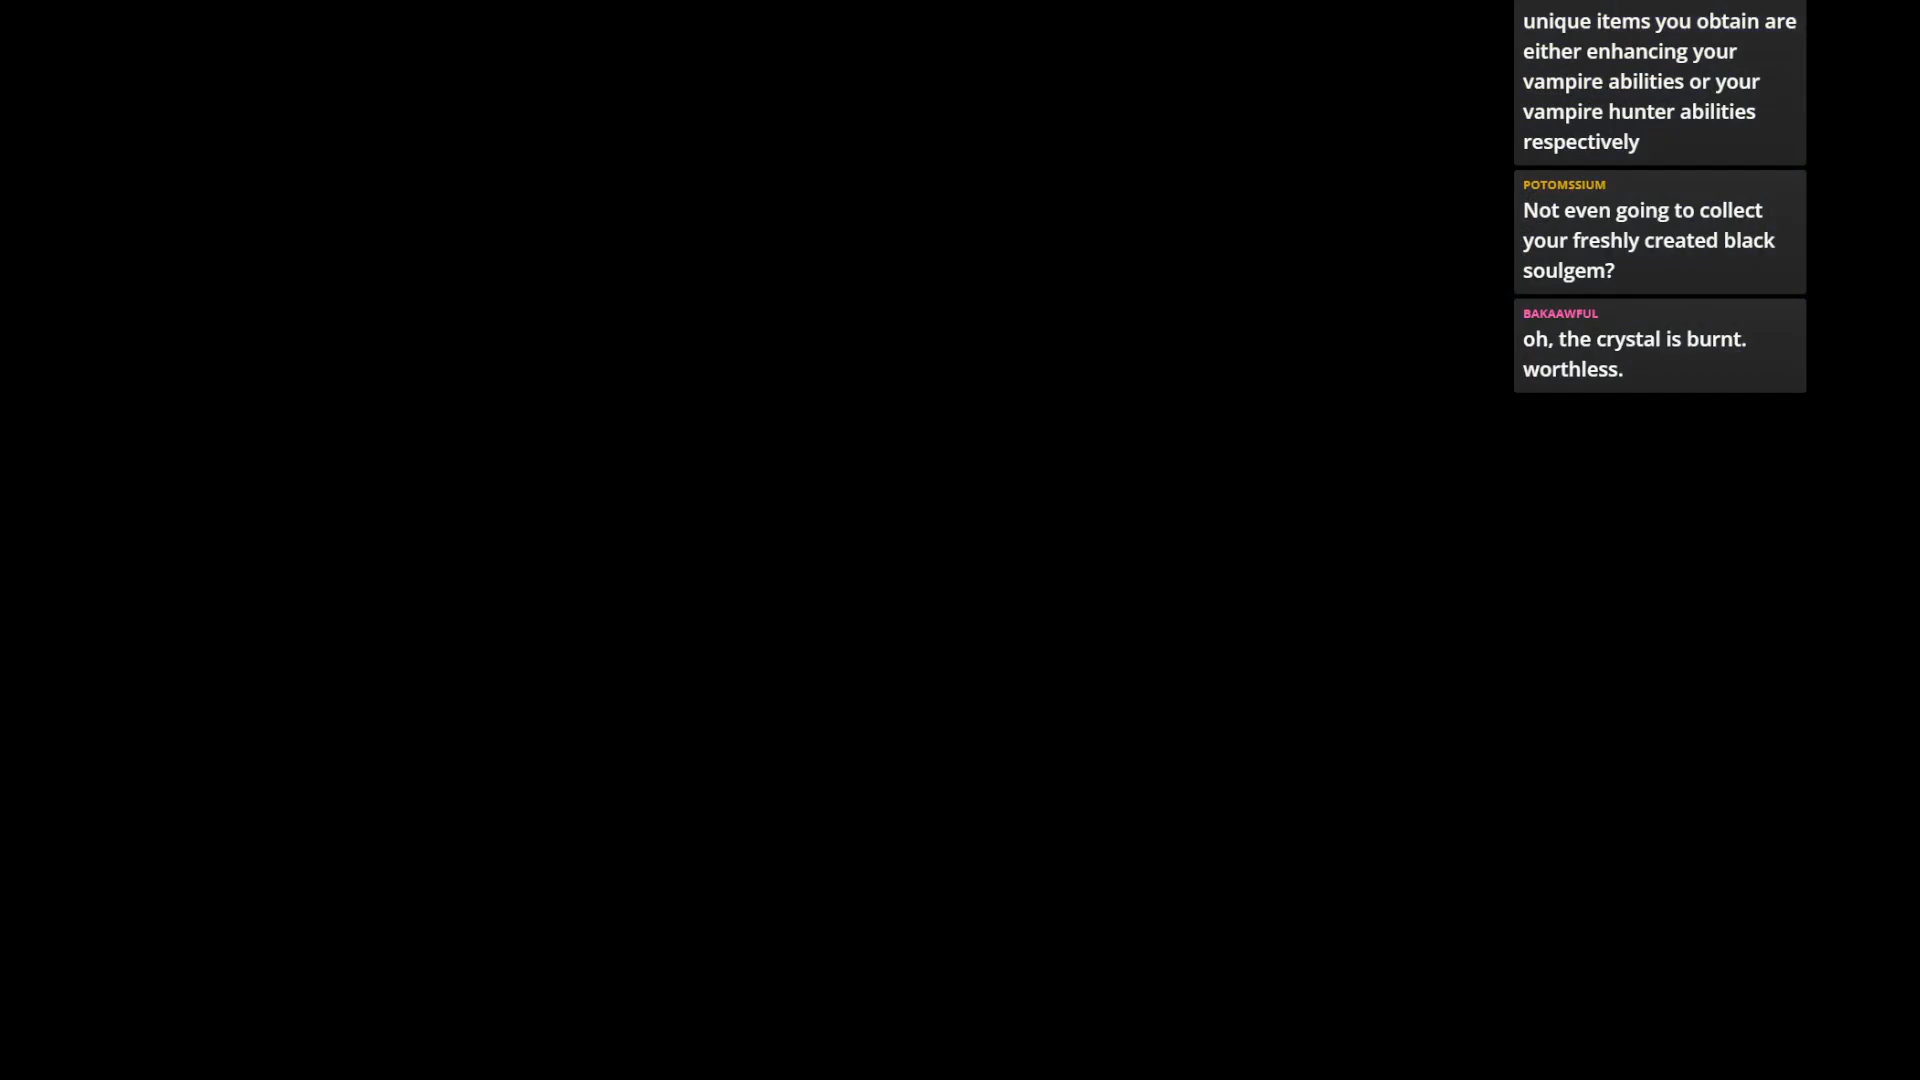 unique items you obtain are
either enhancing your
vampire abilities or your
vampire hunter abilities
respectively
POTOMSSIUM
Not even going to collect
your freshly created black
soulgem?
BAKAAWFUL
oh, the crystal is burnt.
worthless.